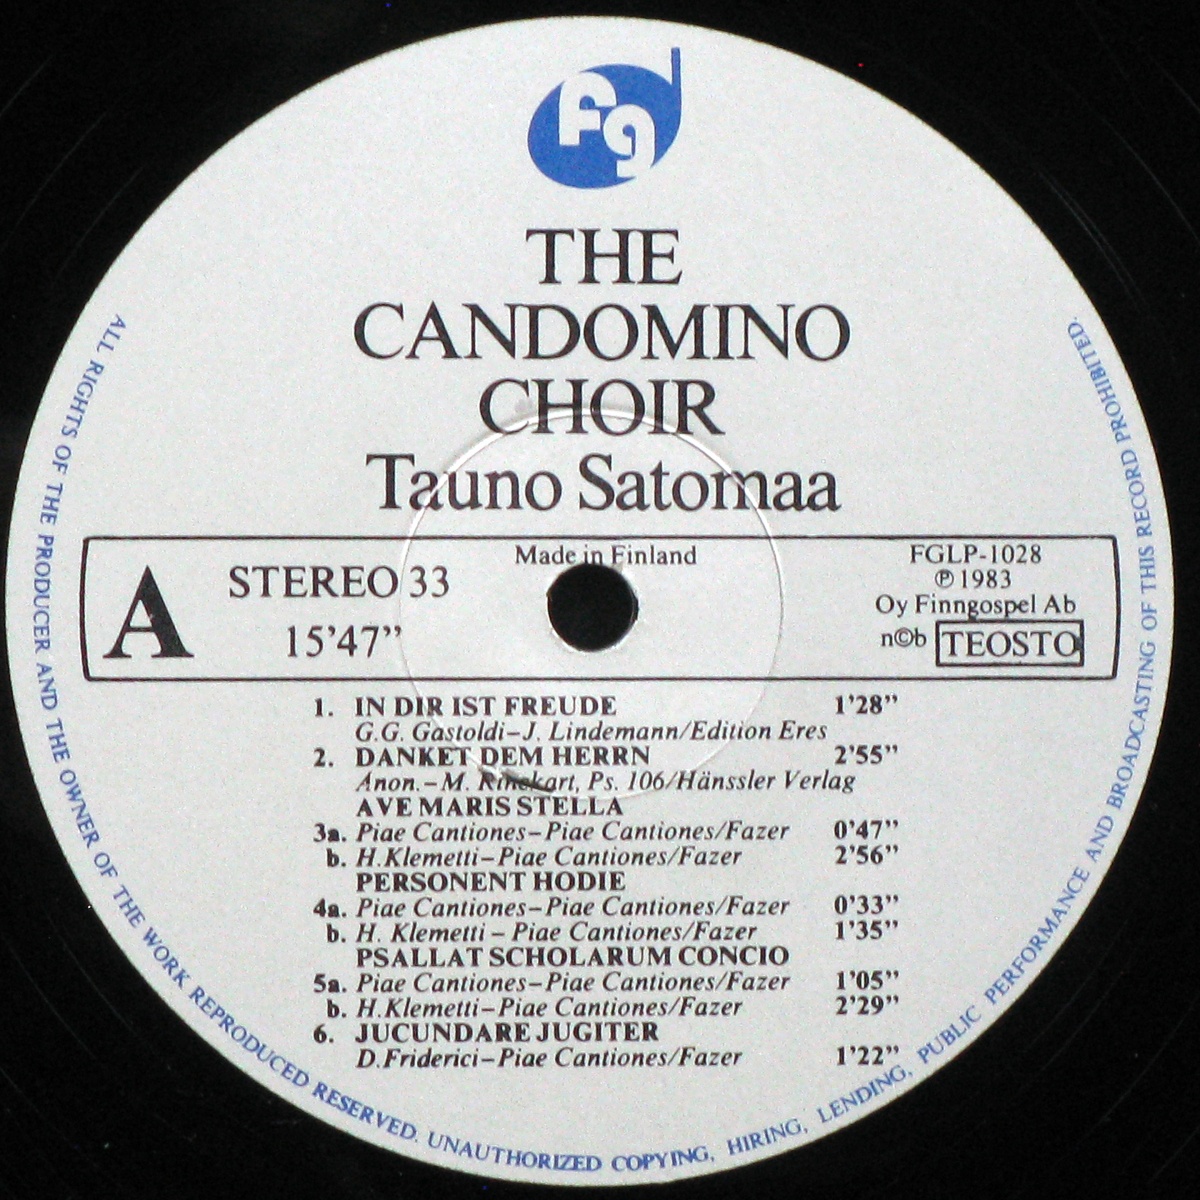 fg
THE
CANDOMINO
CHOIR
Tauno Satomaa
Made in Finland
A
STEREO 33
15’47”
FGLP-1028
℗ 1983
Oy Finngospel Ab
n©b TEOSTO
1. IN DIR IST FREUDE 1’28”
G.G. Gastoldi–J. Lindemann/Edition Eres
2. DANKET DEM HERRN 2’55”
Anon.–M. Rinckart, Ps. 106/Hänssler Verlag
AVE MARIS STELLA
3a. Piae Cantiones–Piae Cantiones/Fazer 0’47”
b. H.Klemetti–Piae Cantiones/Fazer 2’56”
PERSONENT HODIE
4a. Piae Cantiones–Piae Cantiones/Fazer 0’33”
b. H. Klemetti – Piae Cantiones/Fazer 1’35”
PSALLAT SCHOLARUM CONCIO
5a. Piae Cantiones–Piae Cantiones/Fazer 1’05”
b. H.Klemetti–Piae Cantiones/Fazer 2’29”
6. JUCUNDARE JUGITER
D.Friderici–Piae Cantiones/Fazer 1’22”
ALL RIGHTS OF THE PRODUCER AND THE OWNER OF THE WORK REPRODUCED RESERVED. UNAUTHORIZED COPYING, HIRING, LENDING, PUBLIC PERFORMANCE AND BROADCASTING OF THIS RECORD PROHIBITED.